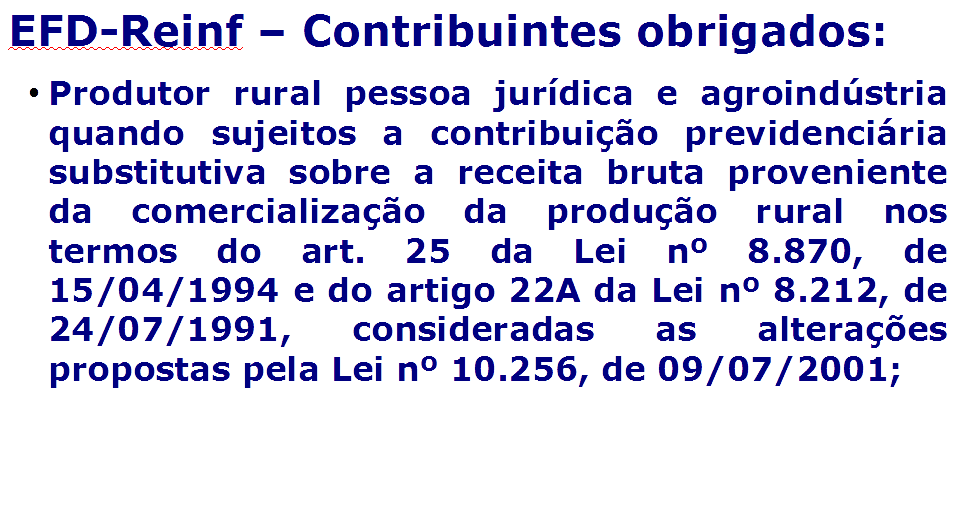 EFD-Reinf – Contribuintes obrigados:
• Produtor rural pessoa jurídica e agroindústria
quando sujeitos a contribuição previdenciária
substitutiva sobre a receita bruta proveniente
da comercialização da produção rural nos
termos do art. 25 da Lei nº 8.870, de
15/04/1994 e do artigo 22A da Lei nº 8.212, de
24/07/1991, consideradas as alterações
propostas pela Lei nº 10.256, de 09/07/2001;